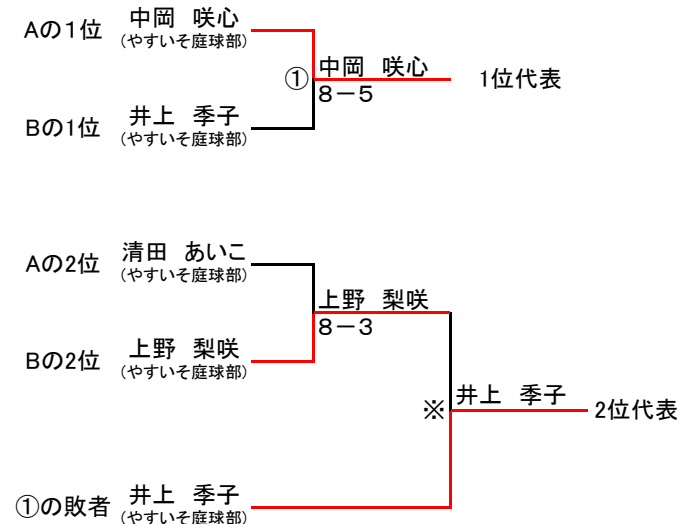 Aの1位 中岡 咲心
(やすいそ庭球部)
① 中岡 咲心 1位代表
8－5
Bの1位 井上 季子
(やすいそ庭球部)
Aの2位 清田 あいこ
(やすいそ庭球部)
上野 梨咲
8－3
Bの2位 上野 梨咲
(やすいそ庭球部)
※ 井上 季子 2位代表
①の敗者 井上 季子
(やすいそ庭球部)